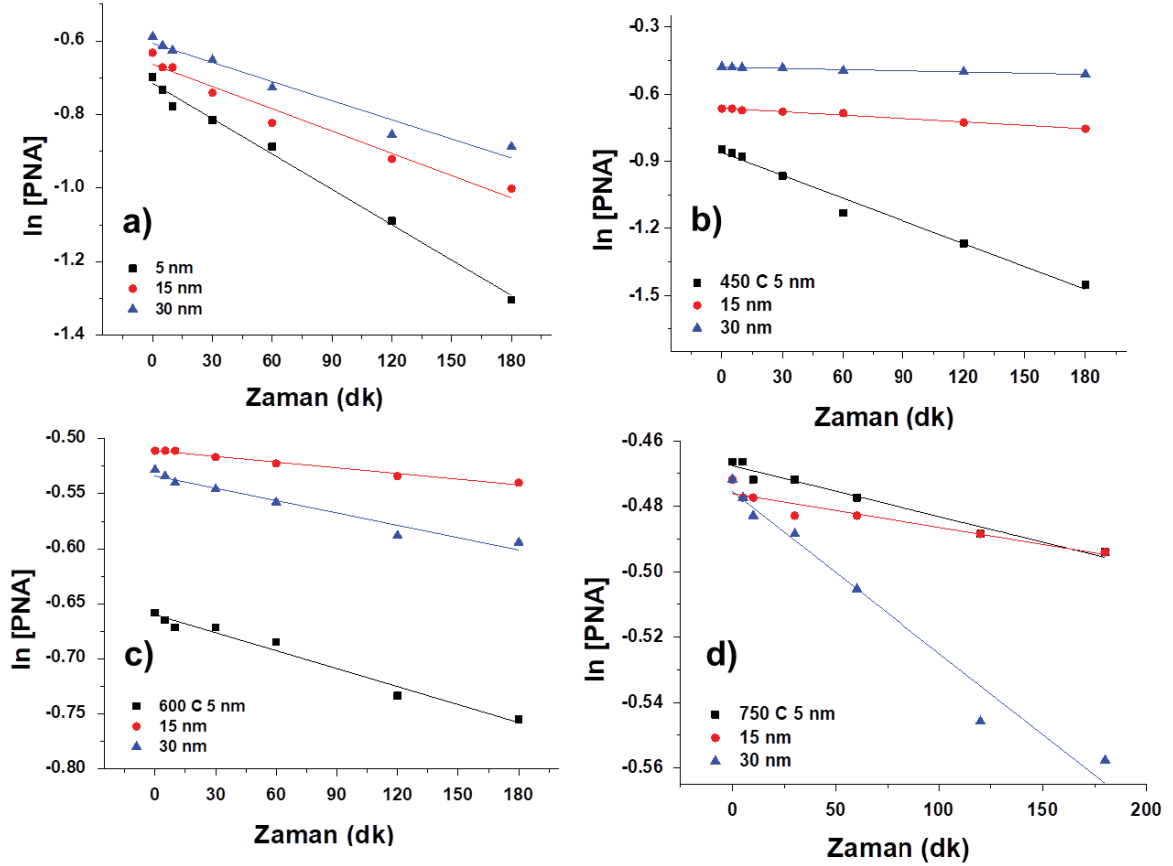 -0.6
-0.8
-1.0
-1.2
-1.4
ln [PNA]
a)
5 nm
15 nm
30 nm
0 30 60 90 120 150 180
Zaman (dk)
-0.3
-0.6
-0.9
-1.2
-1.5
ln [PNA]
b)
450 C 5 nm
15 nm
30 nm
0 30 60 90 120 150 180
Zaman (dk)
-0.50
-0.55
-0.60
-0.65
-0.70
-0.75
-0.80
ln [PNA]
c)
600 C 5 nm
15 nm
30 nm
0 30 60 90 120 150 180
Zaman (dk)
-0.46
-0.48
-0.50
-0.52
-0.54
-0.56
ln [PNA]
d)
750 C 5 nm
15 nm
30 nm
0 50 100 150 200
Zaman (dk)